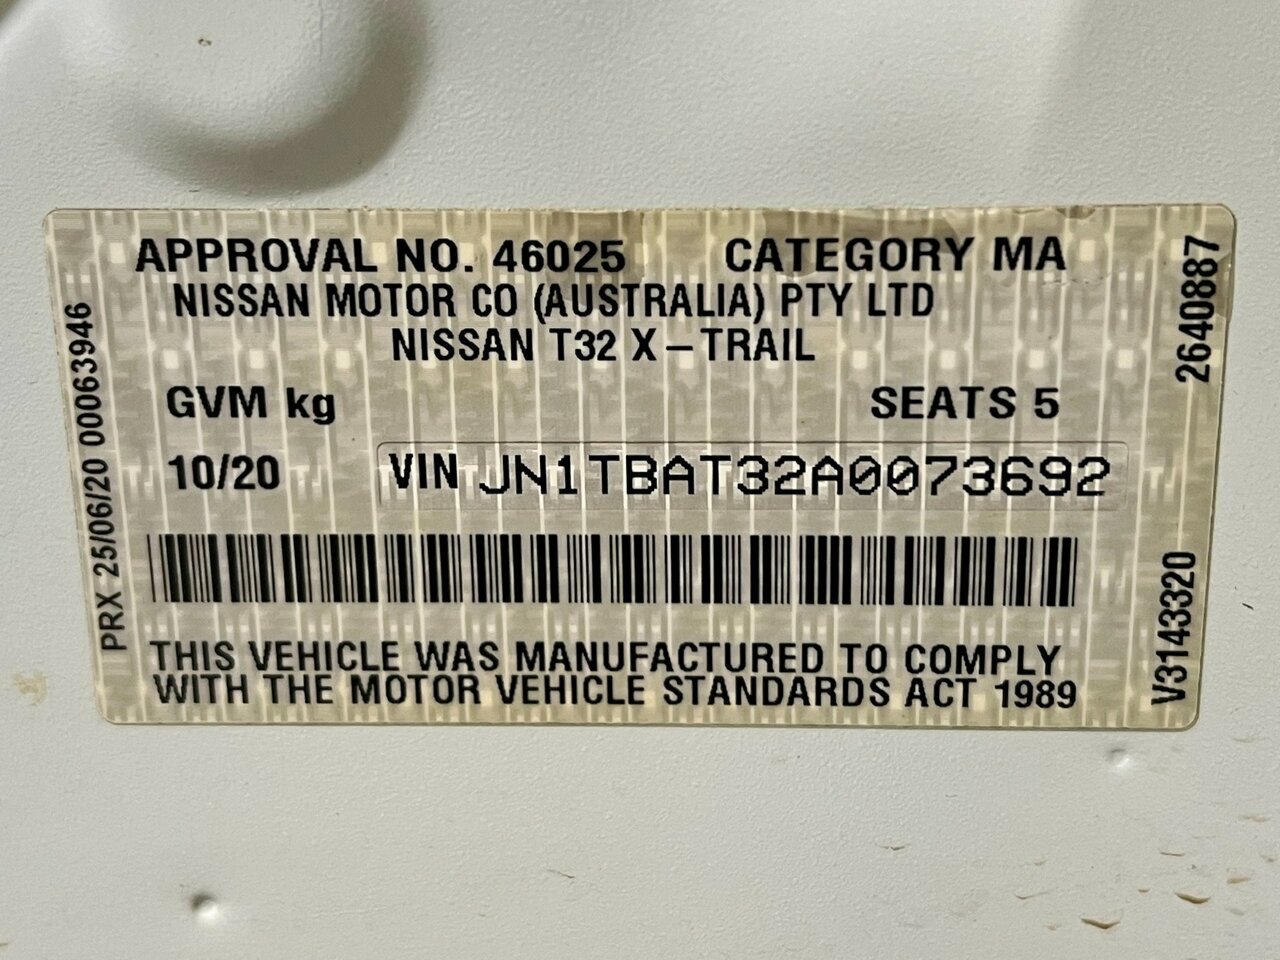 APPROVAL NO. 46025 CATEGORY MA
NISSAN MOTOR CO (AUSTRALIA) PTY LTD
NISSAN T32 X-TRAIL
GVM kg SEATS 5
10/20 VIN JN1TBAT32A0073692
THIS VEHICLE WAS MANUFACTURED TO COMPLY
WITH THE MOTOR VEHICLE STANDARDS ACT 1989
PRX 25/06/20 00063946
V3143320 26408887